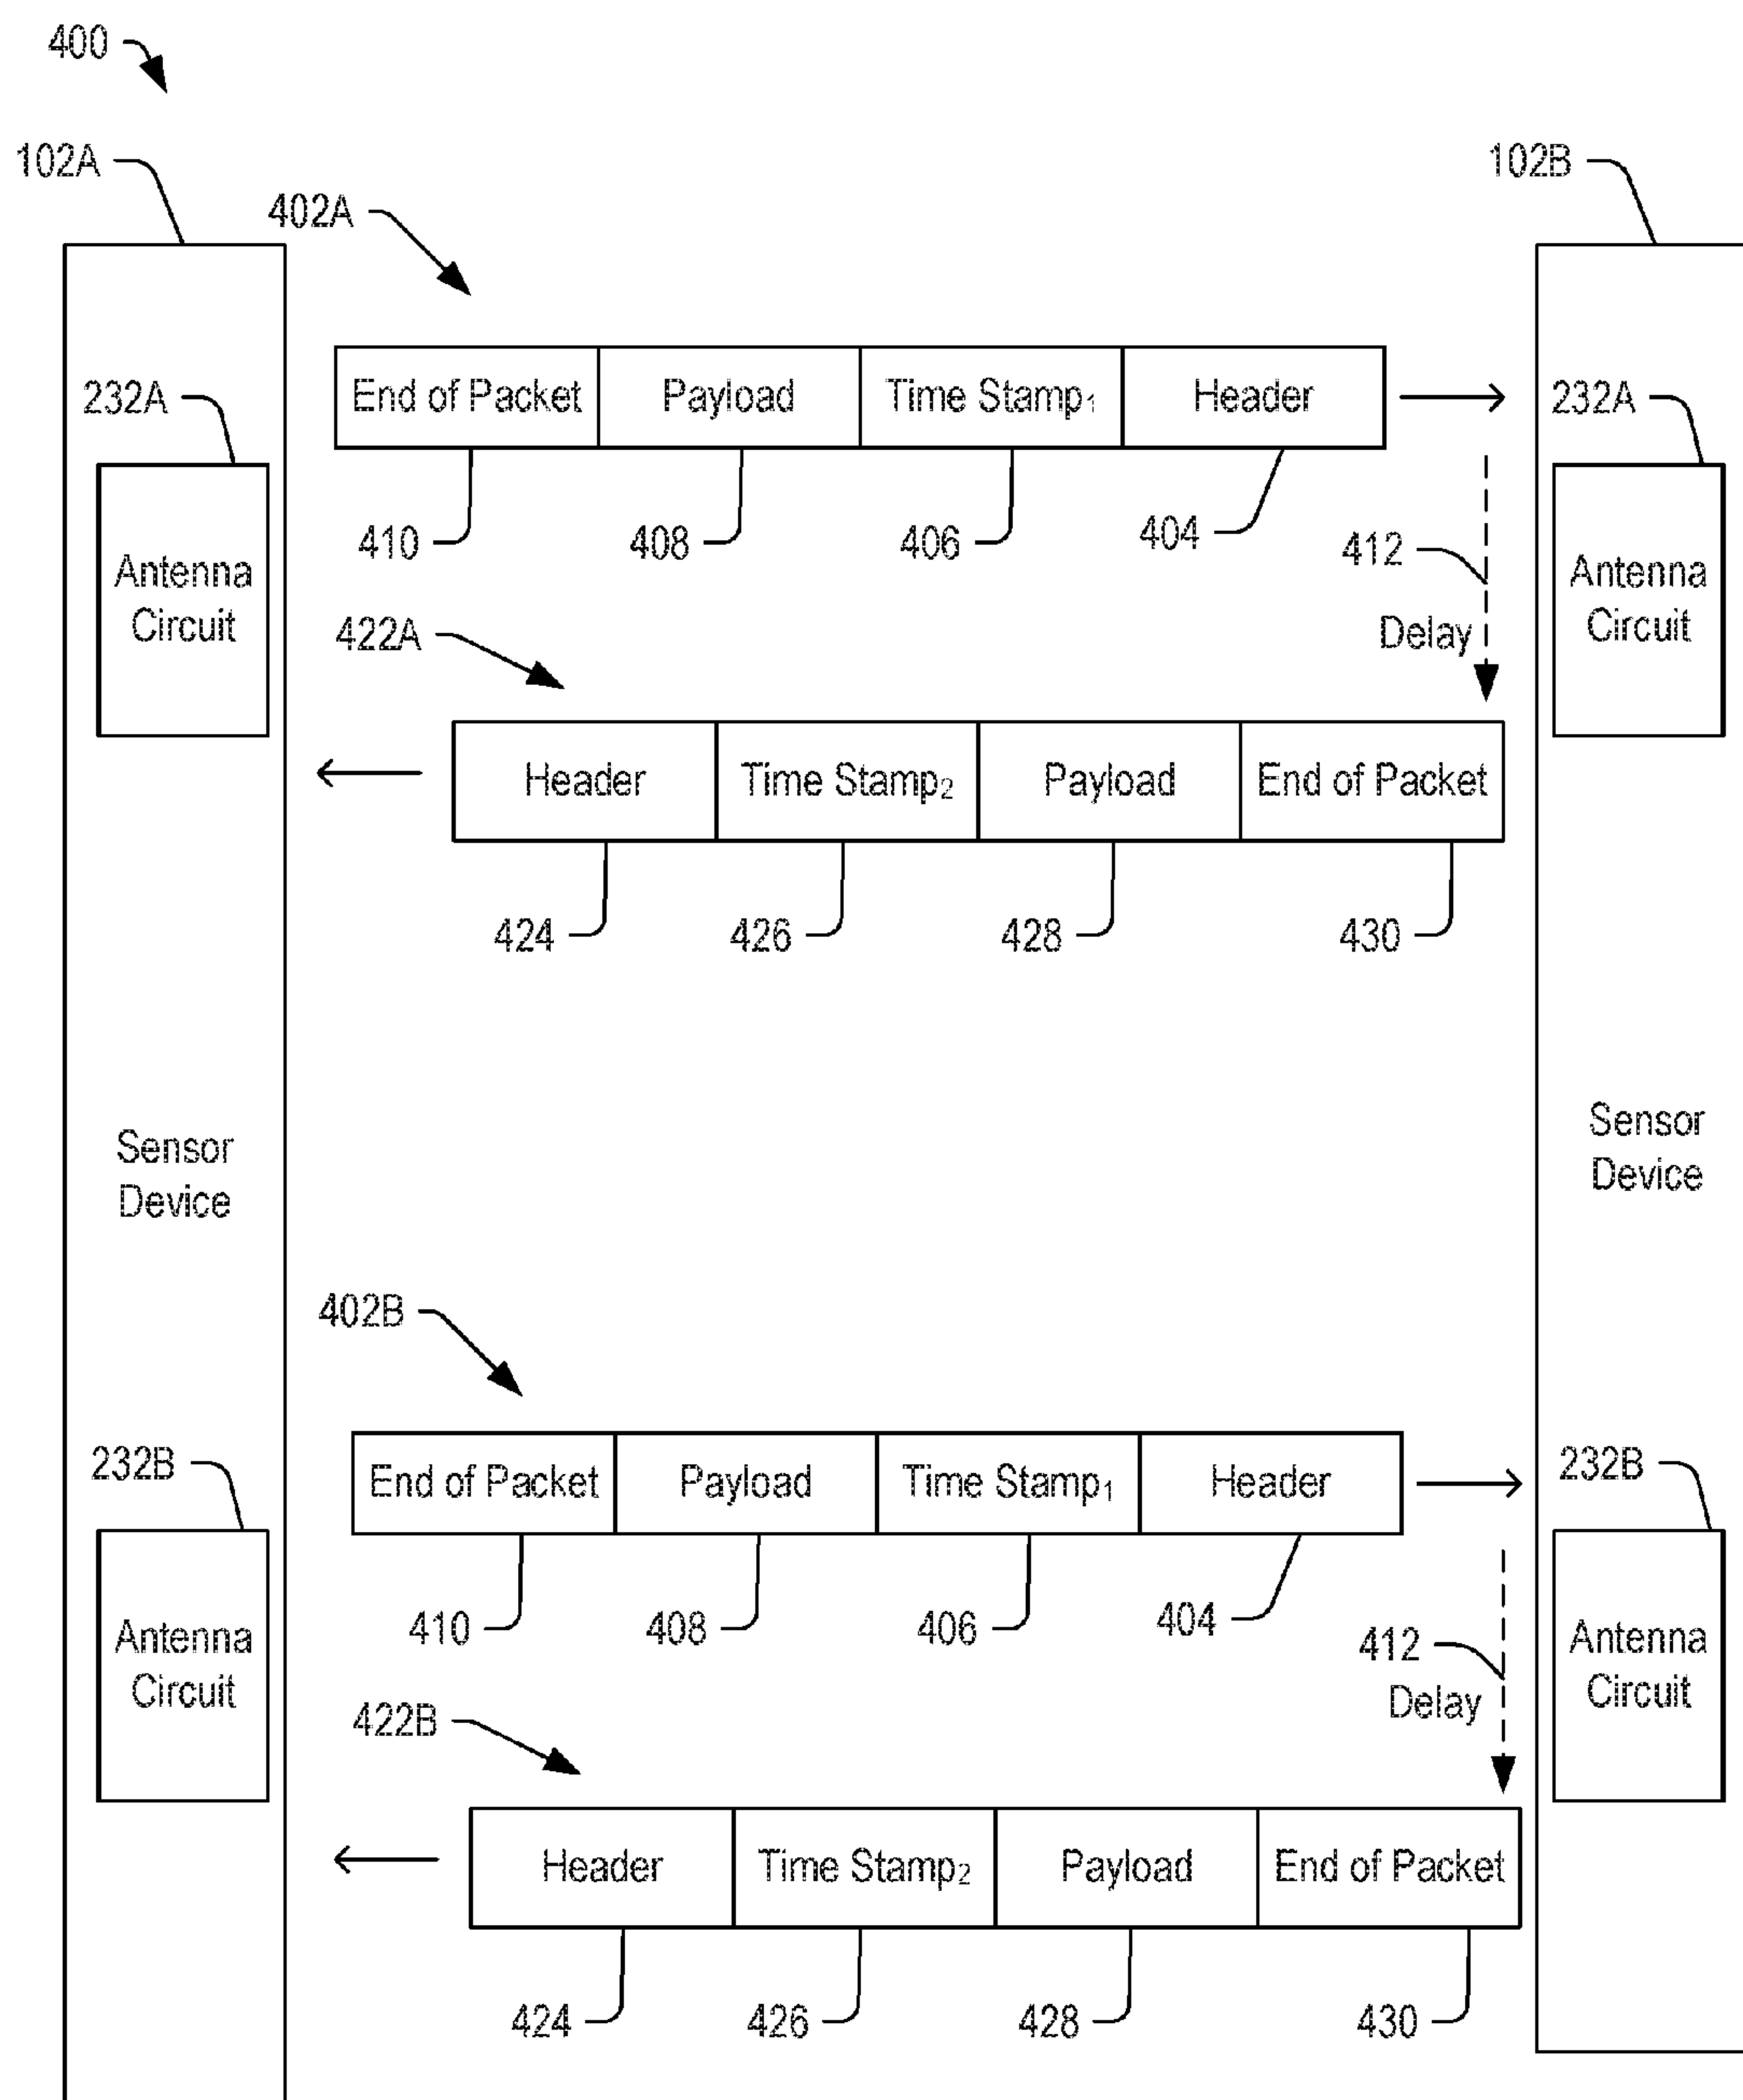 400
102A
102B
402A
End of Packet Payload Time Stamp₁ Header
232A
232A
410 408 406 404
412
Antenna
Circuit
Antenna
Circuit
Delay
422A
Header Time Stamp₂ Payload End of Packet
424 426 428 430
Sensor
Device
Sensor
Device
402B
232B
232B
End of Packet Payload Time Stamp₁ Header
410 408 406 404
412
Antenna
Circuit
Antenna
Circuit
Delay
422B
Header Time Stamp₂ Payload End of Packet
424 426 428 430